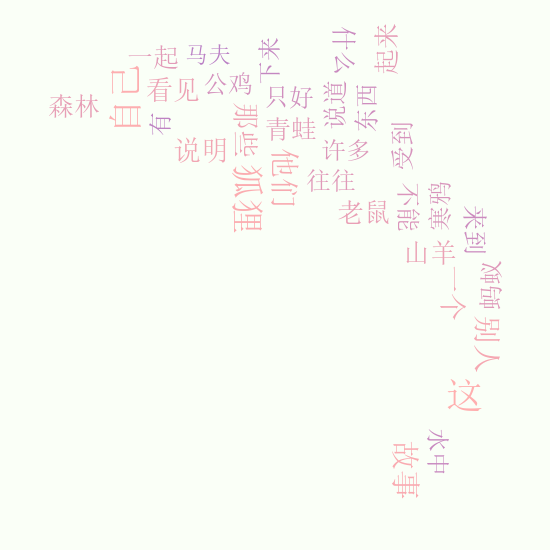 什么
起来
下来
一起
马夫
自己
看见
公鸡
只好
说道
东西
森林
有
那些
青蛙
说明
许多
受到
他们
狐狸
往往
老鼠
不能
寒鸦
来到
山羊
蜻蜓
一个
别人
这
水中
故事